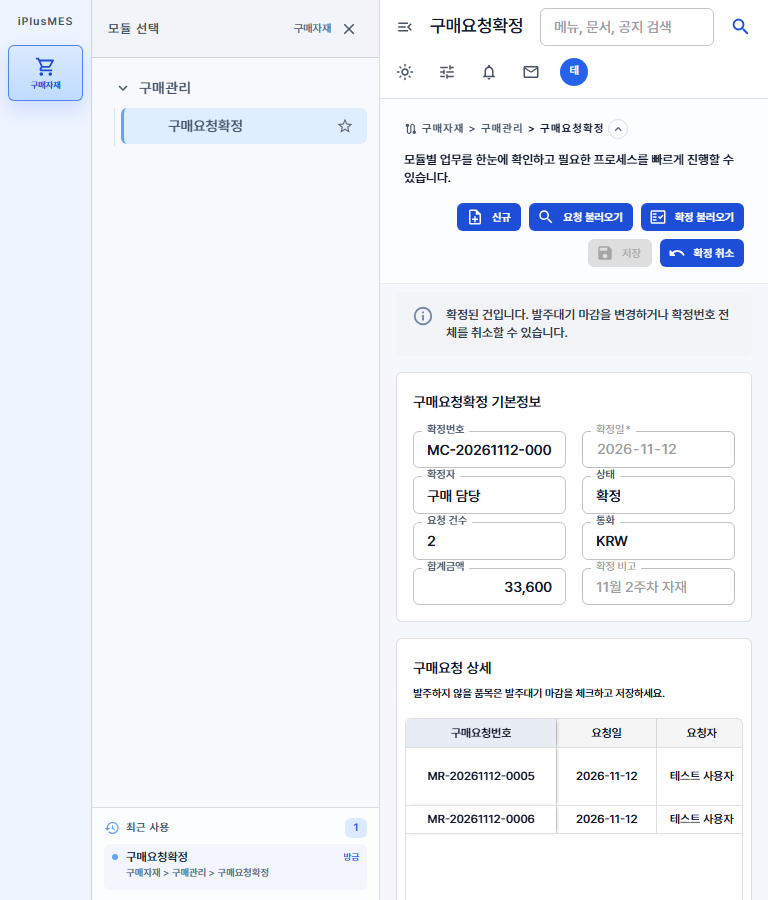 iPlusMES
구매자재
모듈 선택
구매자재
구매관리
구매요청확정
최근 사용
1
구매요청확정
방금
구매자재 > 구매관리 > 구매요청확정
구매요청확정
메뉴, 문서, 공지 검색
테
구매자재 > 구매관리 > 구매요청확정
모듈별 업무를 한눈에 확인하고 필요한 프로세스를 빠르게 진행할 수
있습니다.
신규
요청 불러오기
확정 불러오기
저장
확정 취소
확정된 건입니다. 발주대기 마감을 변경하거나 확정번호 전
체를 취소할 수 있습니다.
구매요청확정 기본정보
확정번호
MC-20261112-000
확정일*
2026-11-12
확정자
구매 담당
상태
확정
요청 건수
2
통화
KRW
합계금액
33,600
확정 비고
11월 2주차 자재
구매요청 상세
발주하지 않을 품목은 발주대기 마감을 체크하고 저장하세요.
구매요청번호 요청일 요청자
MR-20261112-0005 2026-11-12 테스트 사용자
MR-20261112-0006 2026-11-12 테스트 사용자